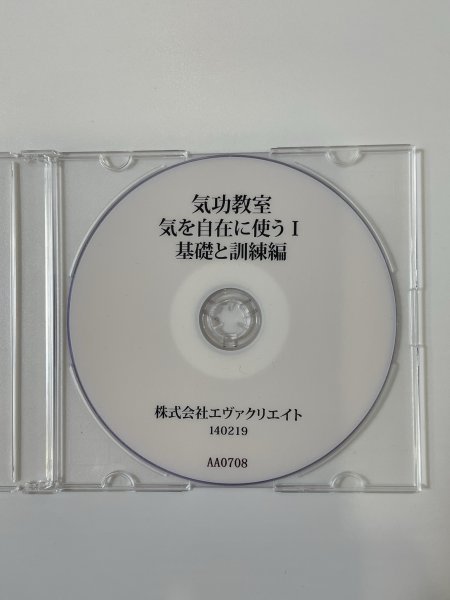 気功教室
気を自在に使うⅠ
基礎と訓練編
株式会社エヴァクリエイト
140219
AA0708